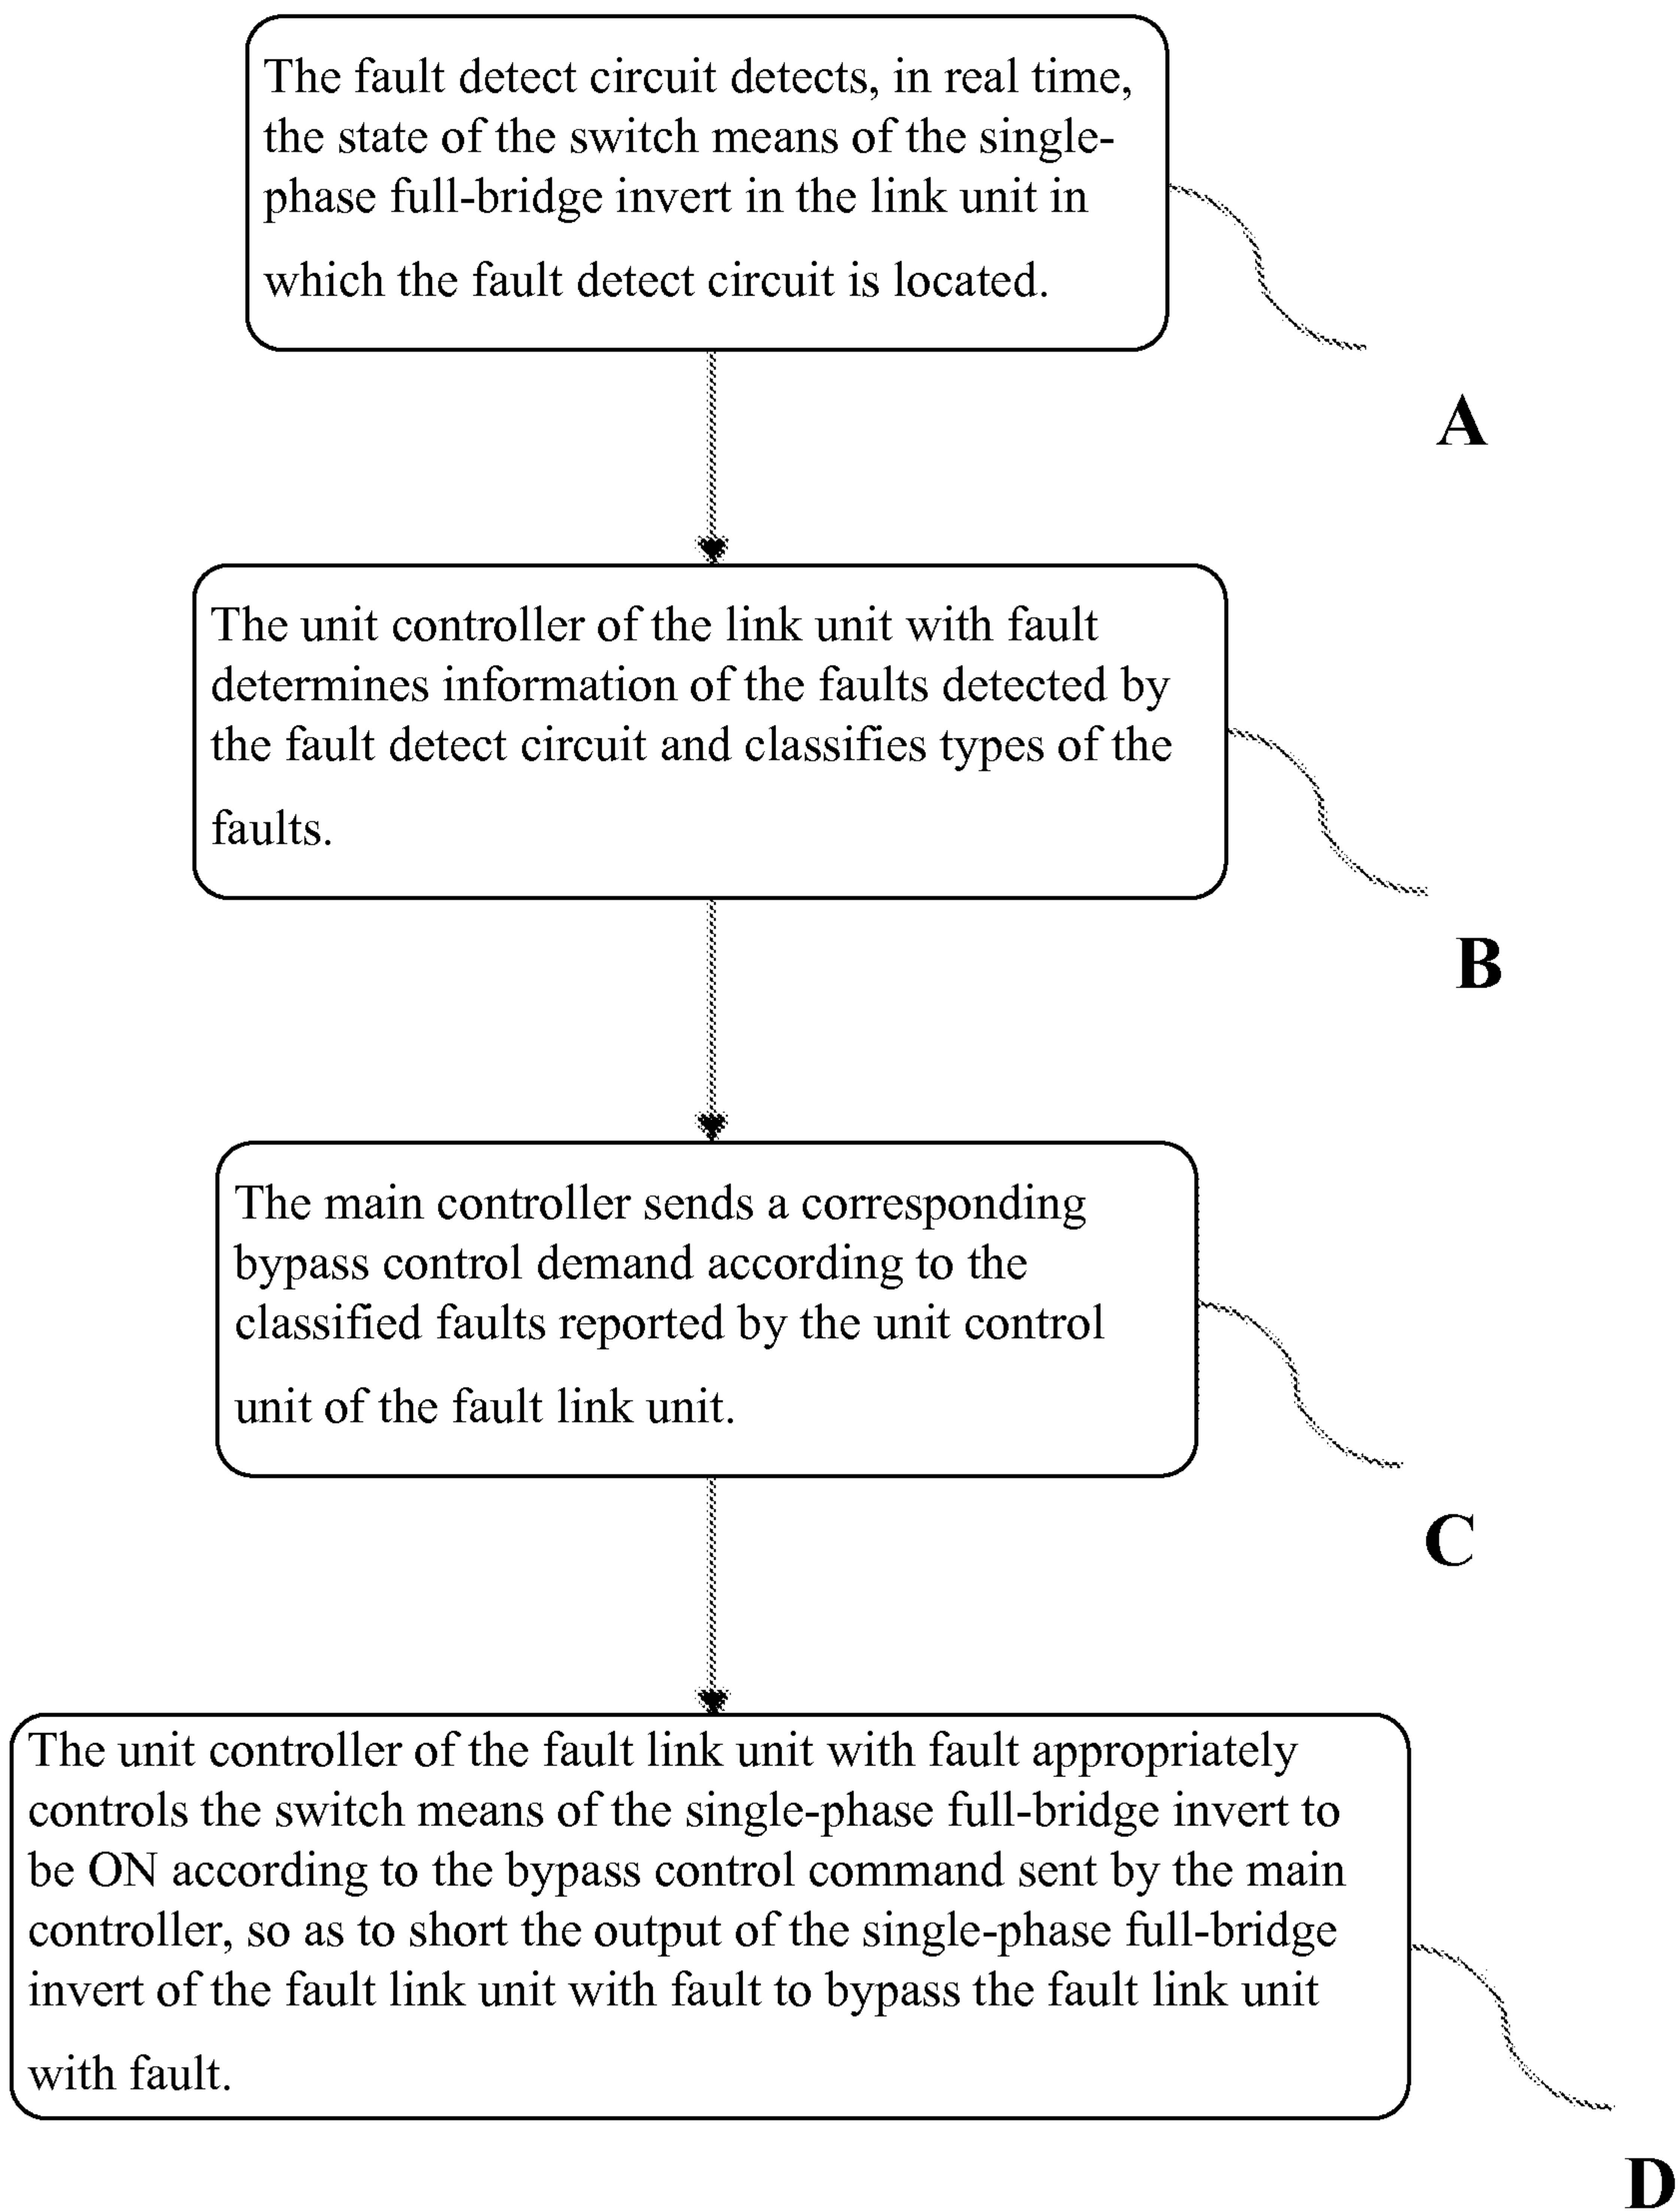 The fault detect circuit detects, in real time,
the state of the switch means of the single-
phase full-bridge invert in the link unit in
which the fault detect circuit is located.
A
The unit controller of the link unit with fault
determines information of the faults detected by
the fault detect circuit and classifies types of the
faults.
B
The main controller sends a corresponding
bypass control demand according to the
classified faults reported by the unit control
unit of the fault link unit.
C
The unit controller of the fault link unit with fault appropriately
controls the switch means of the single-phase full-bridge invert to
be ON according to the bypass control command sent by the main
controller, so as to short the output of the single-phase full-bridge
invert of the fault link unit with fault to bypass the fault link unit
with fault.
D